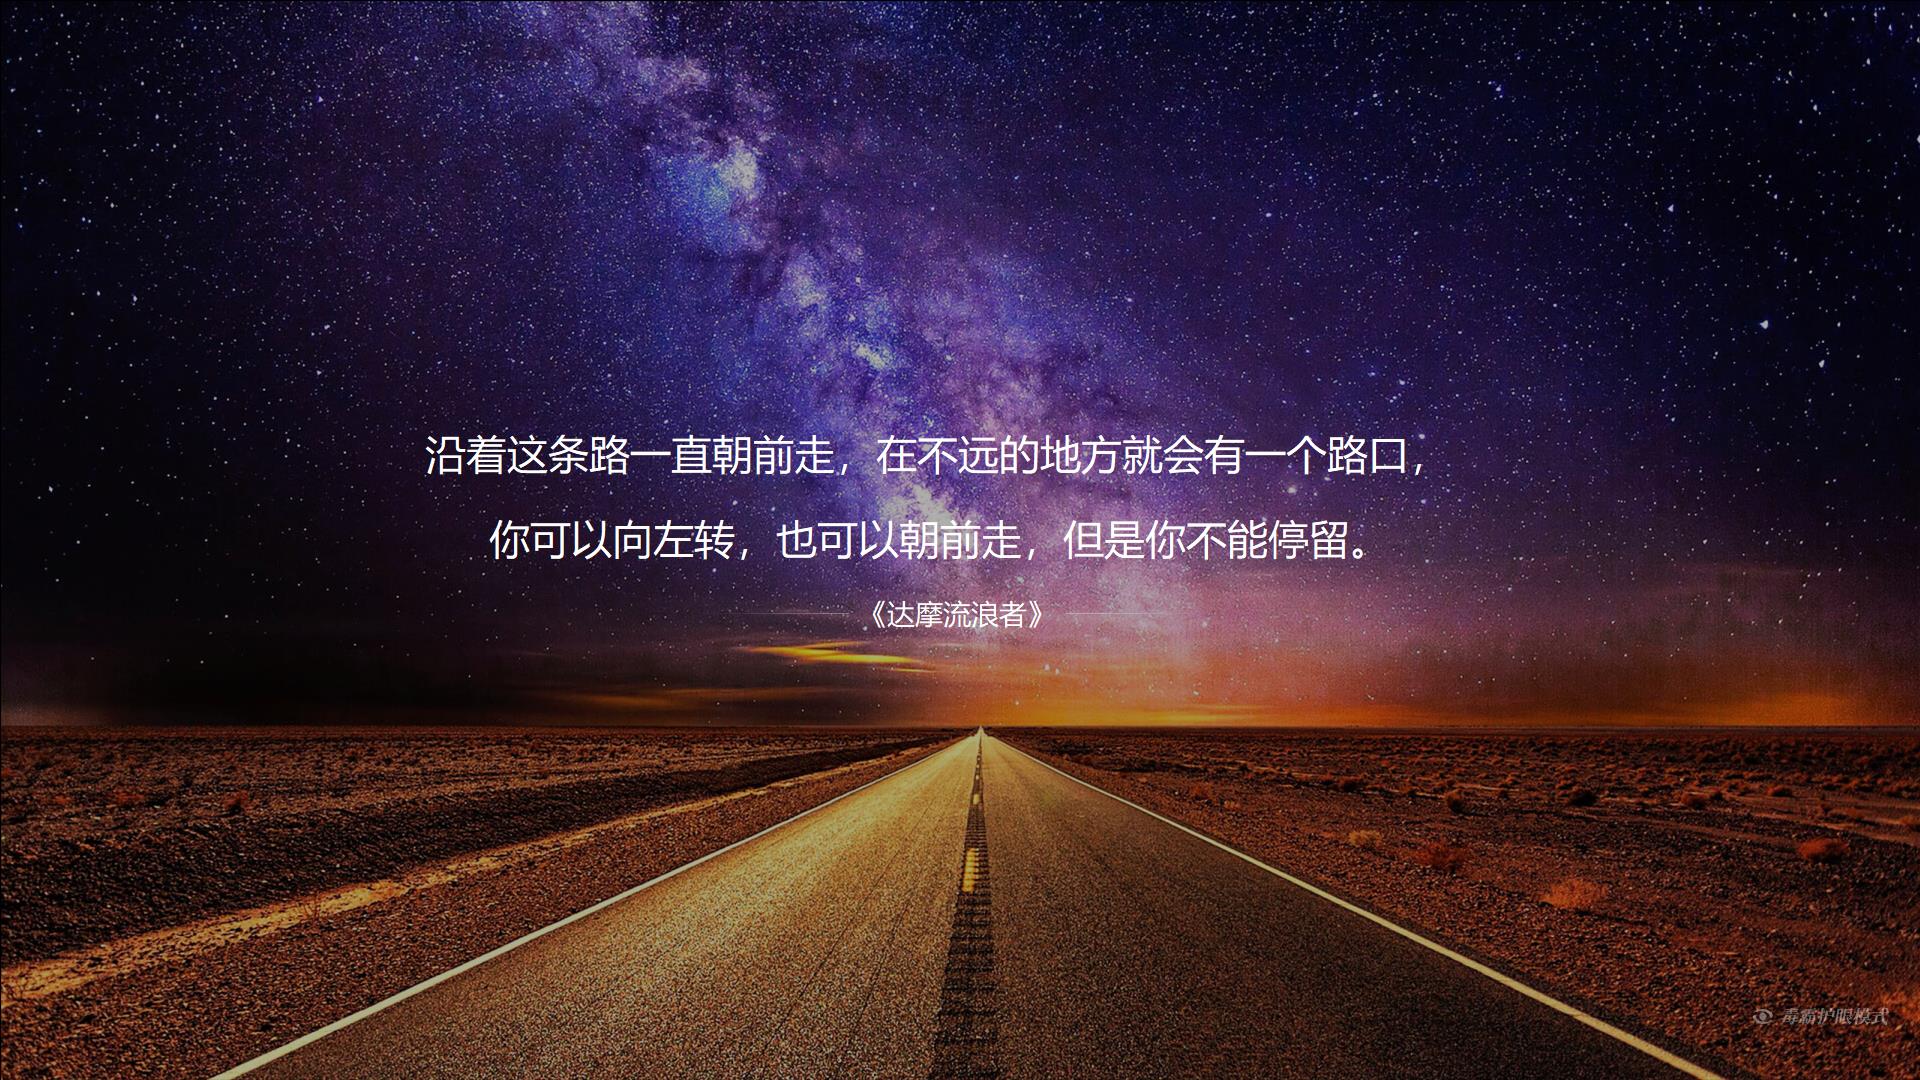 沿着这条路一直朝前走，在不远的地方就会有一个路口，
你可以向左转，也可以朝前走，但是你不能停留。
《达摩流浪者》
毒霸护眼模式